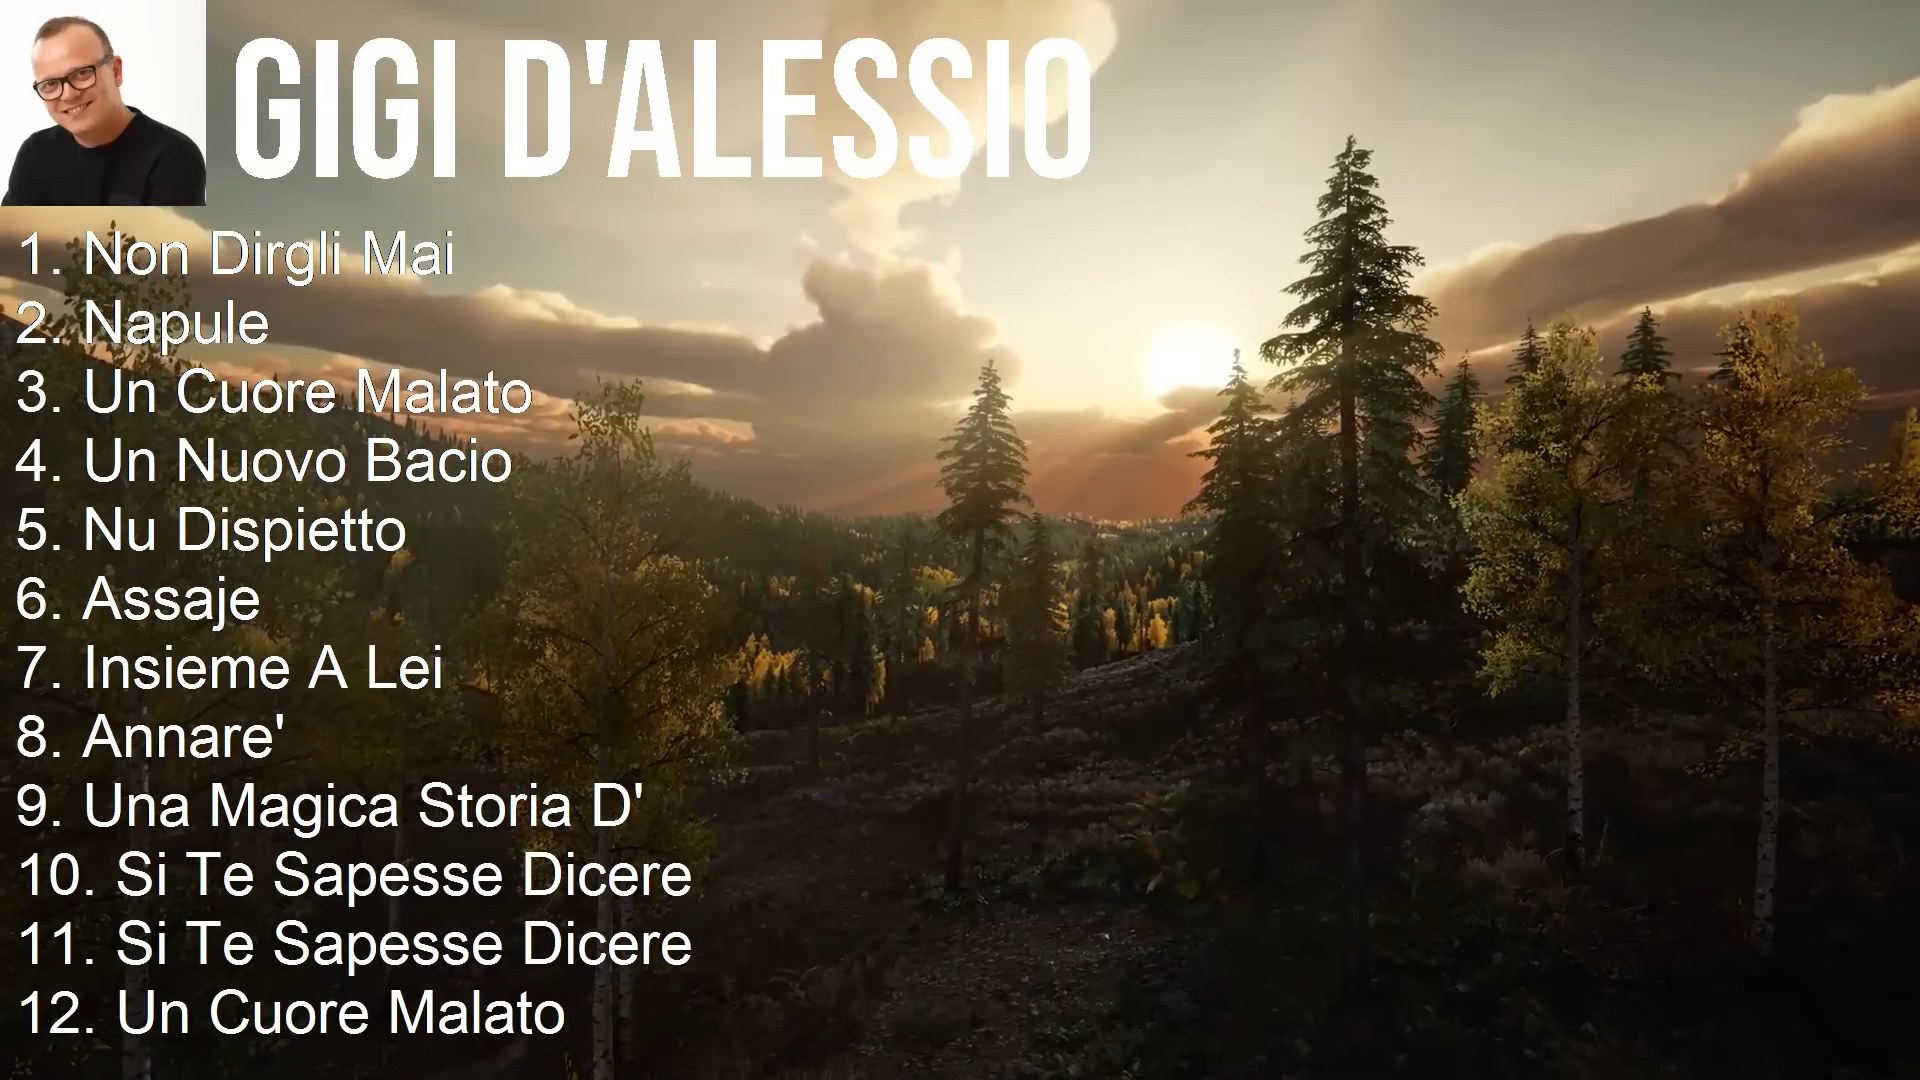 GIGI D'ALESSIO
1. Non Dirgli Mai
2. Napule
3. Un Cuore Malato
4. Un Nuovo Bacio
5. Nu Dispietto
6. Assaje
7. Insieme A Lei
8. Annare'
9. Una Magica Storia D'
10. Si Te Sapesse Dicere
11. Si Te Sapesse Dicere
12. Un Cuore Malato